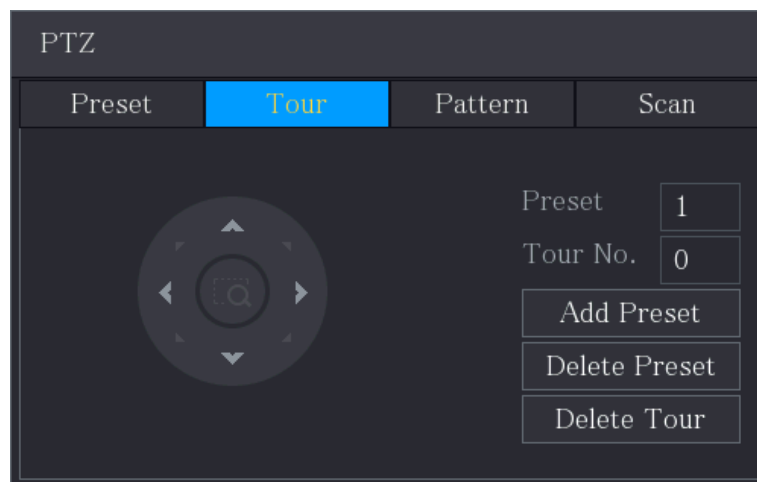 PTZ
Preset Tour Pattern Scan
Preset 1
Tour No. 0
Add Preset
Delete Preset
Delete Tour